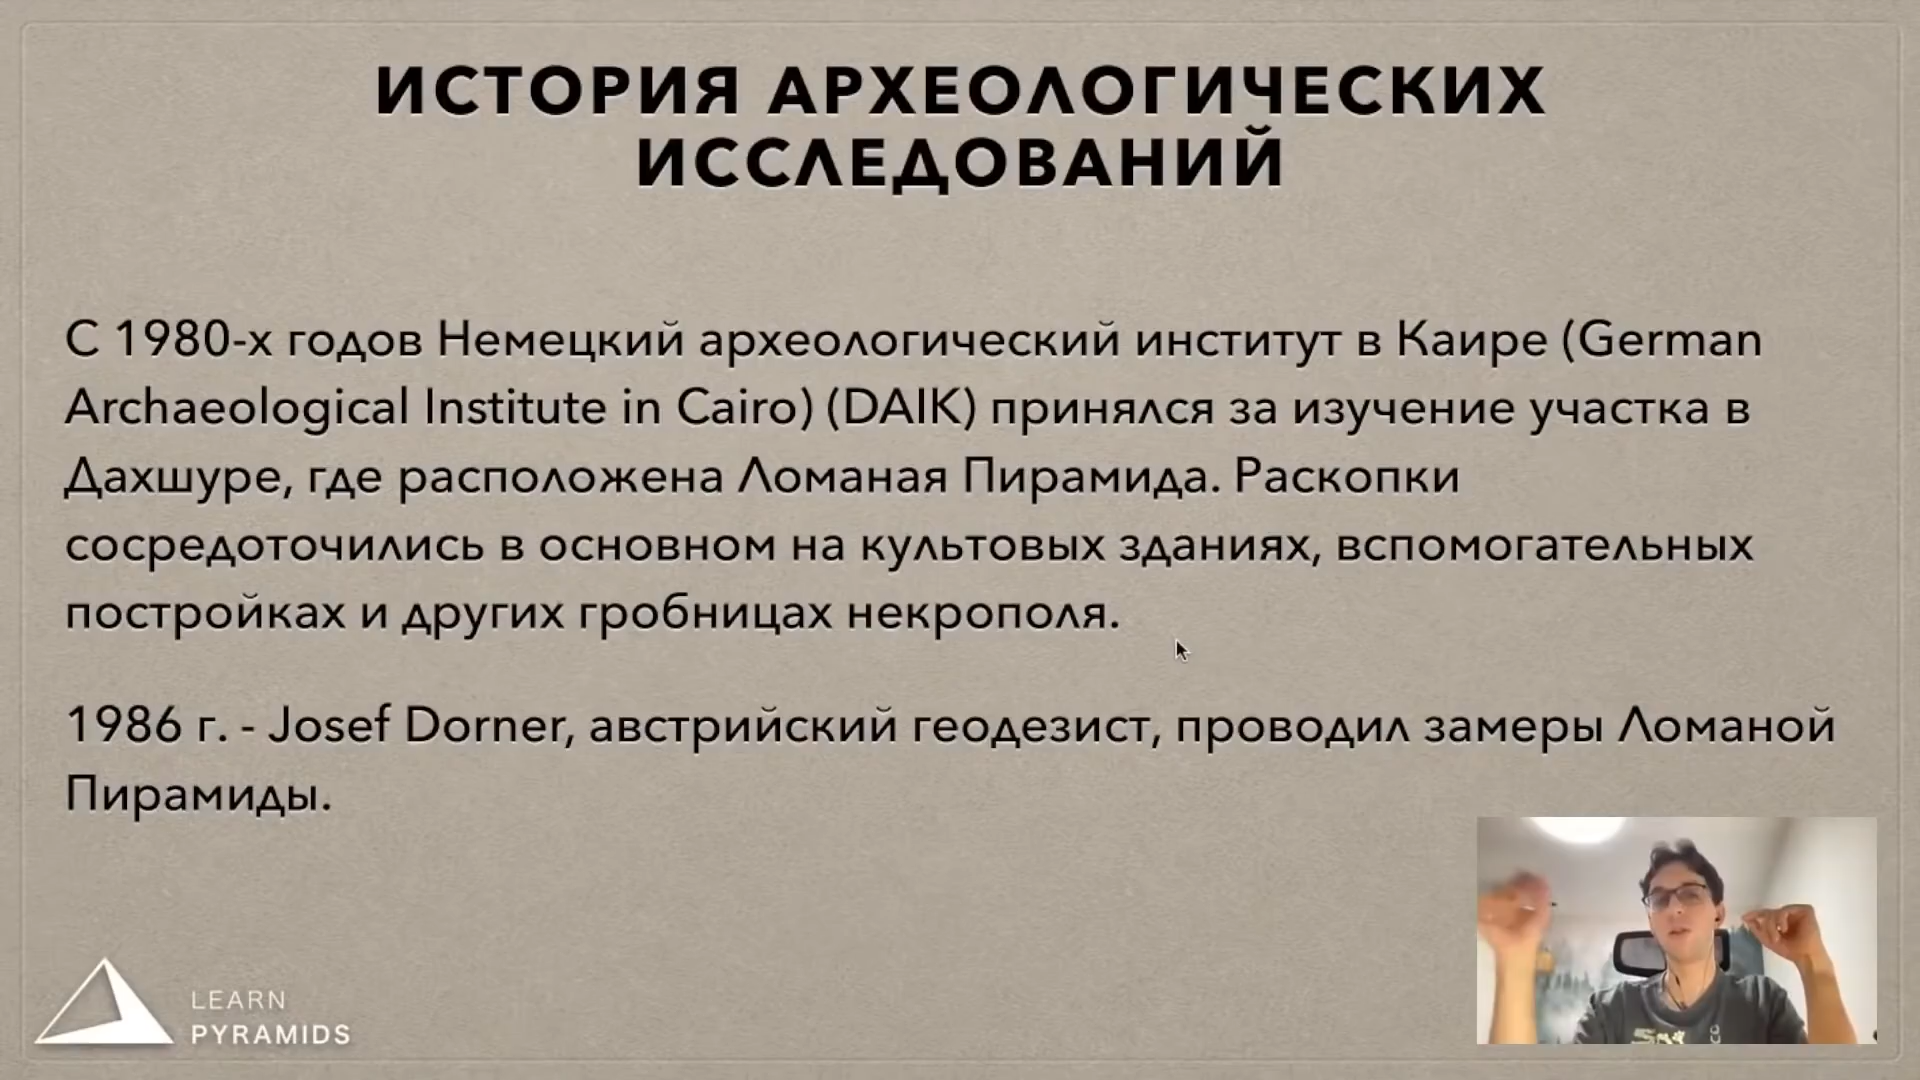 ИСТОРИЯ АРХЕОЛОГИЧЕСКИХ
ИССЛЕДОВАНИЙ
С 1980-х годов Немецкий археологический институт в Каире (German
Archaeological Institute in Cairo) (DAIK) принялся за изучение участка в
Дахшуре, где расположена Ломаная Пирамида. Раскопки
сосредоточились в основном на культовых зданиях, вспомогательных
постройках и других гробницах некрополя.
1986 г. - Josef Dorner, австрийский геодезист, проводил замеры Ломаной
Пирамиды.
LEARN
PYRAMIDS